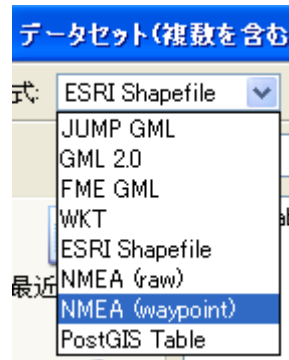 データセット(複数を含む
式: ESRI Shapefile
JUMP GML
GML 2.0
FME GML
WKT
ESRI Shapefile
NMEA (raw)
最近
NMEA (waypoint)
PostGIS Table